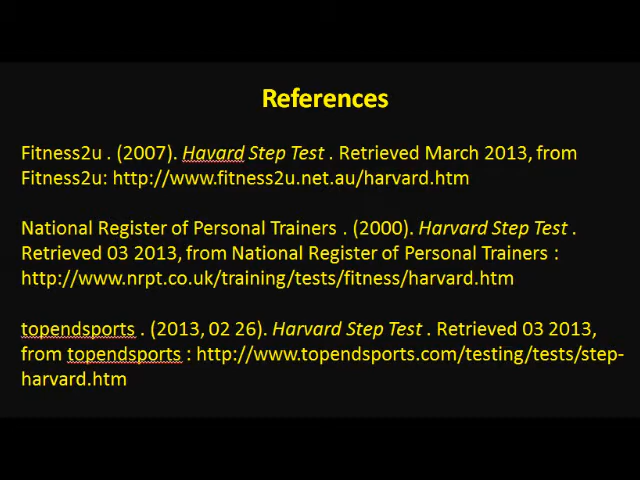 References
Fitness2u . (2007). Havard Step Test . Retrieved March 2013, from
Fitness2u: http://www.fitness2u.net.au/harvard.htm
National Register of Personal Trainers . (2000). Harvard Step Test .
Retrieved 03 2013, from National Register of Personal Trainers :
http://www.nrpt.co.uk/training/tests/fitness/harvard.htm
topendsports . (2013, 02 26). Harvard Step Test . Retrieved 03 2013,
from topendsports : http://www.topendsports.com/testing/tests/step-
harvard.htm